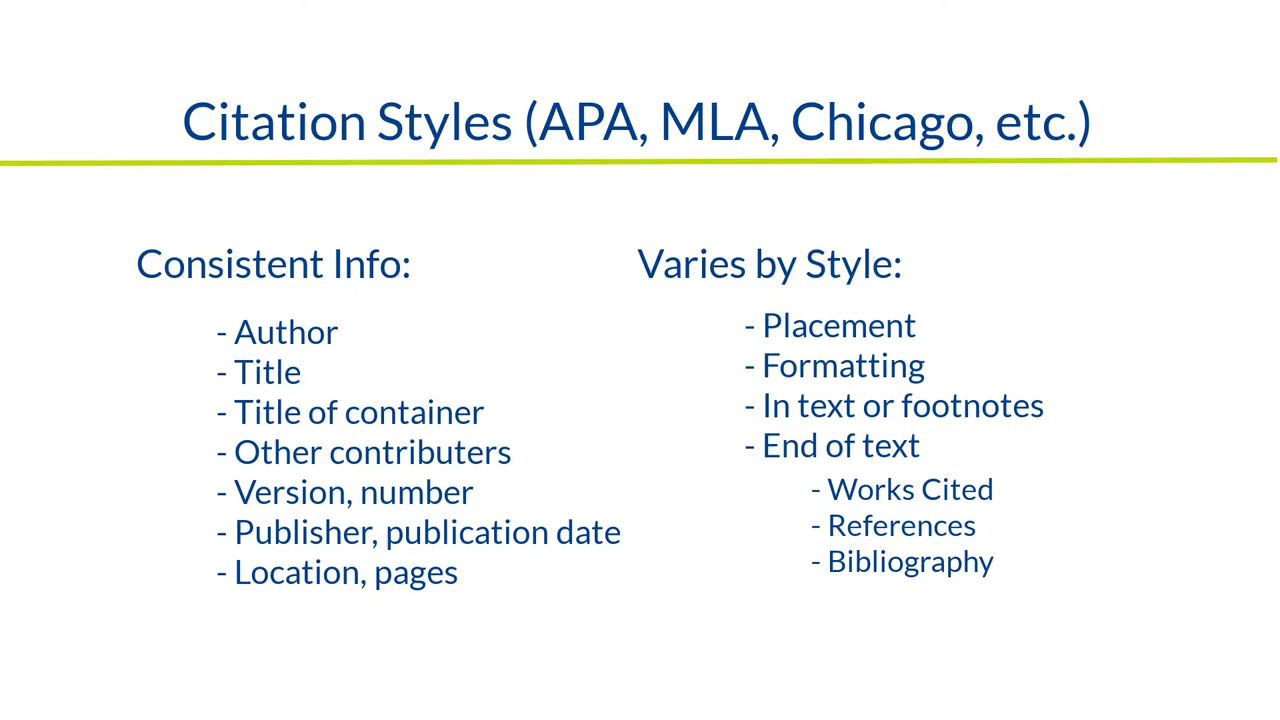 Citation Styles (APA, MLA, Chicago, etc.)
Consistent Info:
- Author
- Title
- Title of container
- Other contributers
- Version, number
- Publisher, publication date
- Location, pages
Varies by Style:
- Placement
- Formatting
- In text or footnotes
- End of text
- Works Cited
- References
- Bibliography